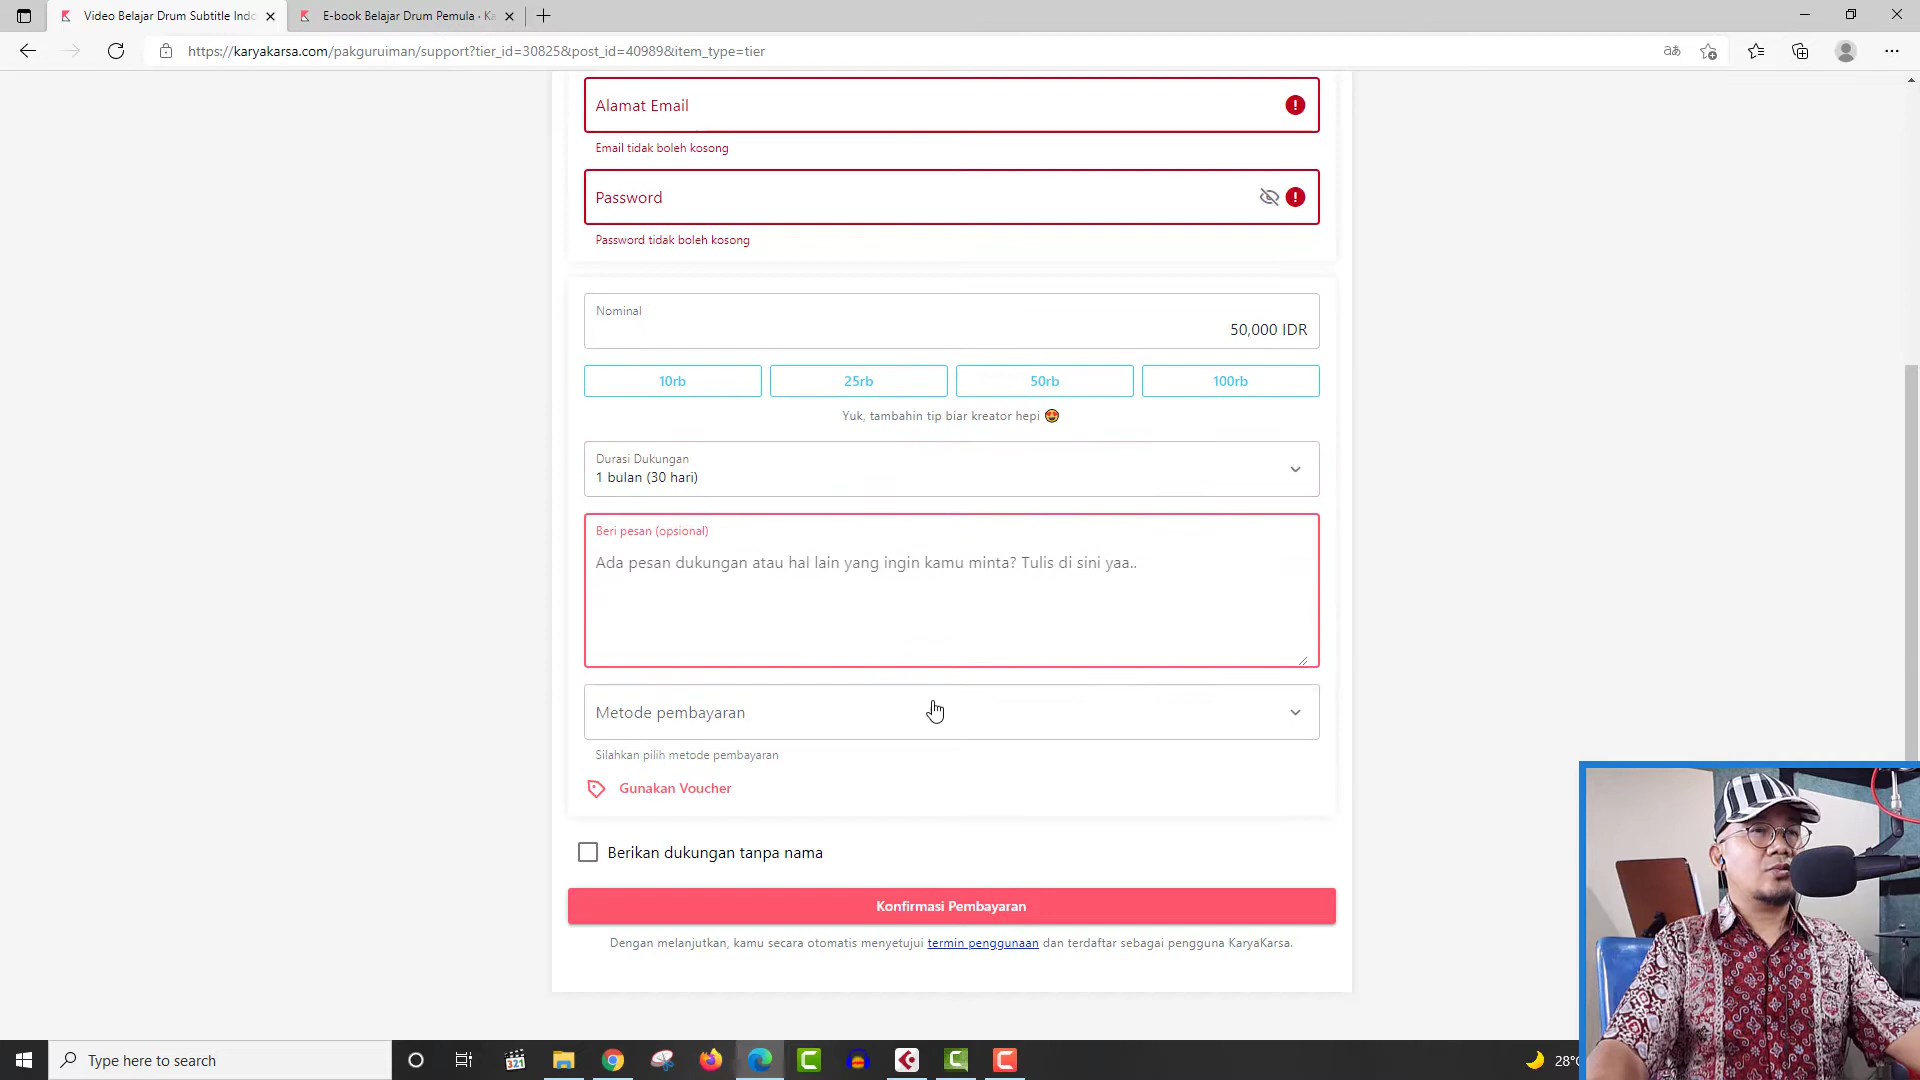 Video Belajar Drum Subtitle Indo
E-book Belajar Drum Pemula · Ka
https://karyakarsa.com/pakguruiman/support?tier_id=30825&post_id=40989&item_type=tier
Alamat Email
Email tidak boleh kosong
Password
Password tidak boleh kosong
Nominal
50,000 IDR
10rb
25rb
50rb
100rb
Yuk, tambahin tip biar kreator hepi 😍
Durasi Dukungan
1 bulan (30 hari)
Beri pesan (opsional)
Ada pesan dukungan atau hal lain yang ingin kamu minta? Tulis di sini yaa..
Metode pembayaran
Silahkan pilih metode pembayaran
Gunakan Voucher
Berikan dukungan tanpa nama
Konfirmasi Pembayaran
Dengan melanjutkan, kamu secara otomatis menyetujui termin penggunaan dan terdaftar sebagai pengguna KaryaKarsa.
Type here to search
321
28°